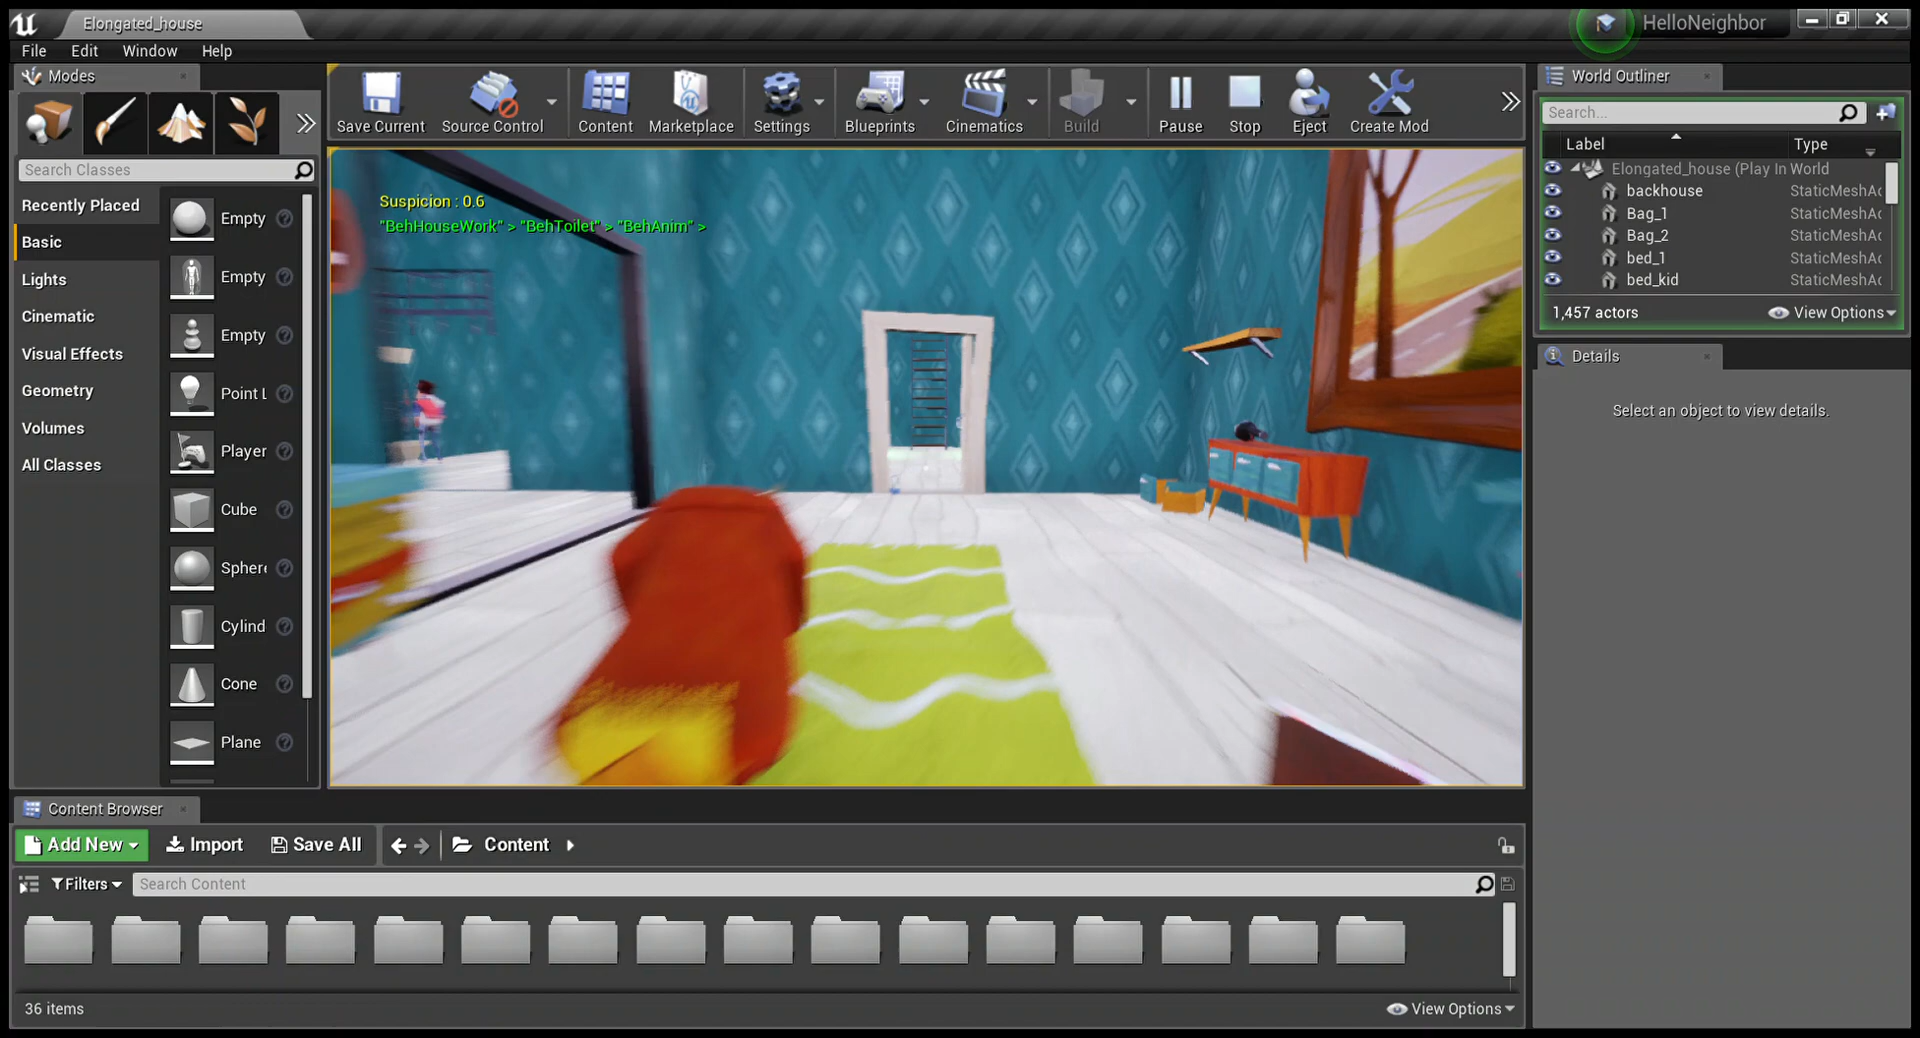 Elongated_house
HelloNeighbor
File Edit Window Help
Modes
Save Current
Source Control
Content
Marketplace
Settings
Blueprints
Cinematics
Build
Pause
Stop
Eject
Create Mod
Search Classes
Recently Placed
Basic
Lights
Cinematic
Visual Effects
Geometry
Volumes
All Classes
Empty
Empty
Empty
Point L
Player
Cube
Sphere
Cylind
Cone
Plane
Suspicion : 0.6
"BehHouseWork" > "BehToilet" > "BehAnim" >
World Outliner
Search...
Label Type
Elongated_house (Play In World
backhouse StaticMeshAc
Bag_1 StaticMeshAc
Bag_2 StaticMeshAc
bed_1 StaticMeshAc
bed_kid StaticMeshAc
1,457 actors View Options
Details
Select an object to view details.
Content Browser
Add New Import Save All Content
Filters Search Content
36 items View Options